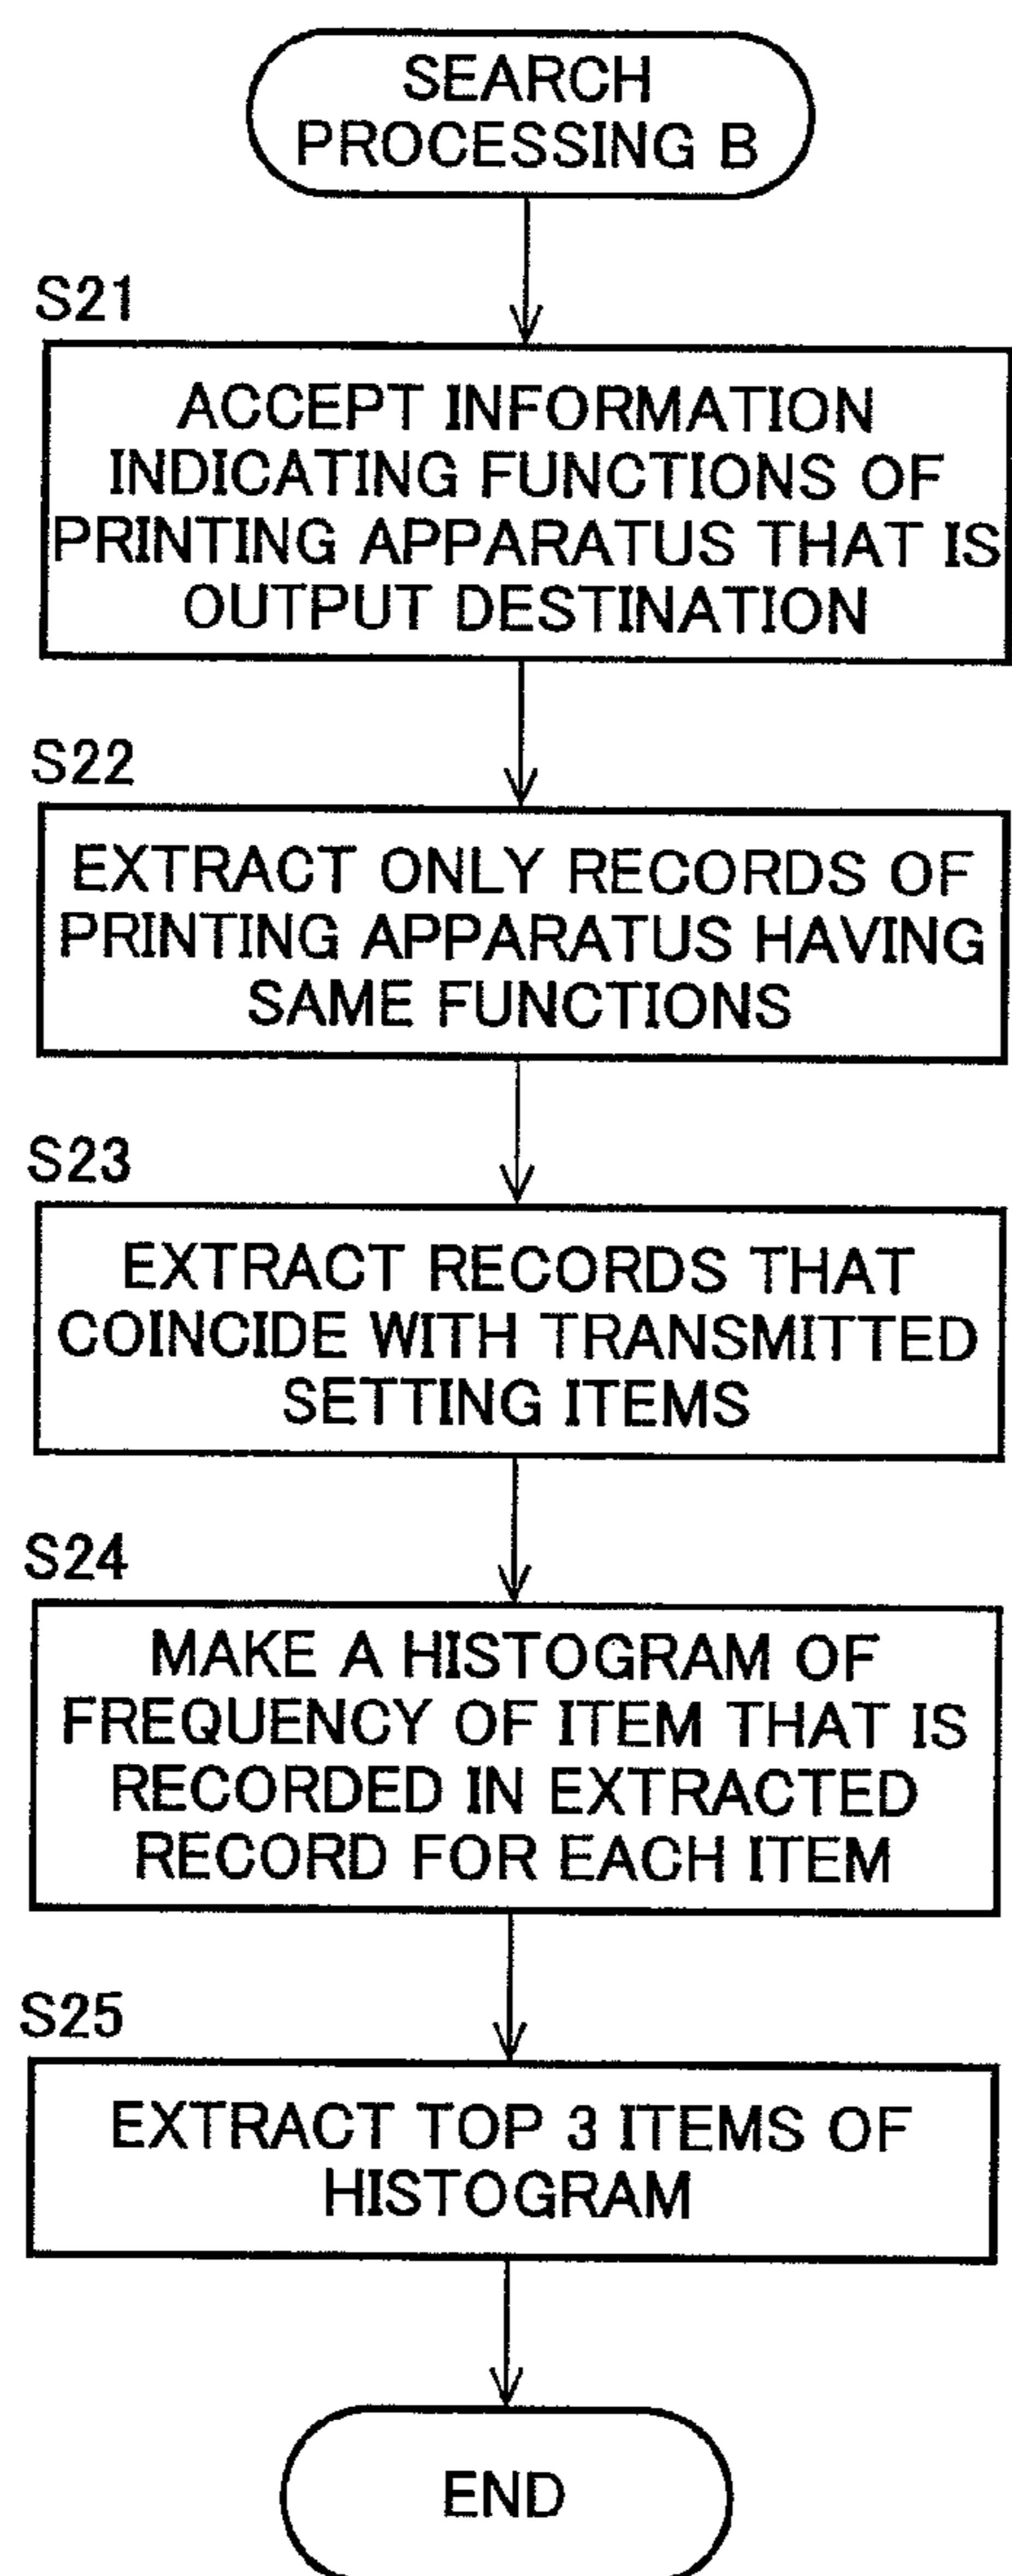 SEARCH
PROCESSING B
S21
ACCEPT INFORMATION
INDICATING FUNCTIONS OF
PRINTING APPARATUS THAT IS
OUTPUT DESTINATION
S22
EXTRACT ONLY RECORDS OF
PRINTING APPARATUS HAVING
SAME FUNCTIONS
S23
EXTRACT RECORDS THAT
COINCIDE WITH TRANSMITTED
SETTING ITEMS
S24
MAKE A HISTOGRAM OF
FREQUENCY OF ITEM THAT IS
RECORDED IN EXTRACTED
RECORD FOR EACH ITEM
S25
EXTRACT TOP 3 ITEMS OF
HISTOGRAM
END